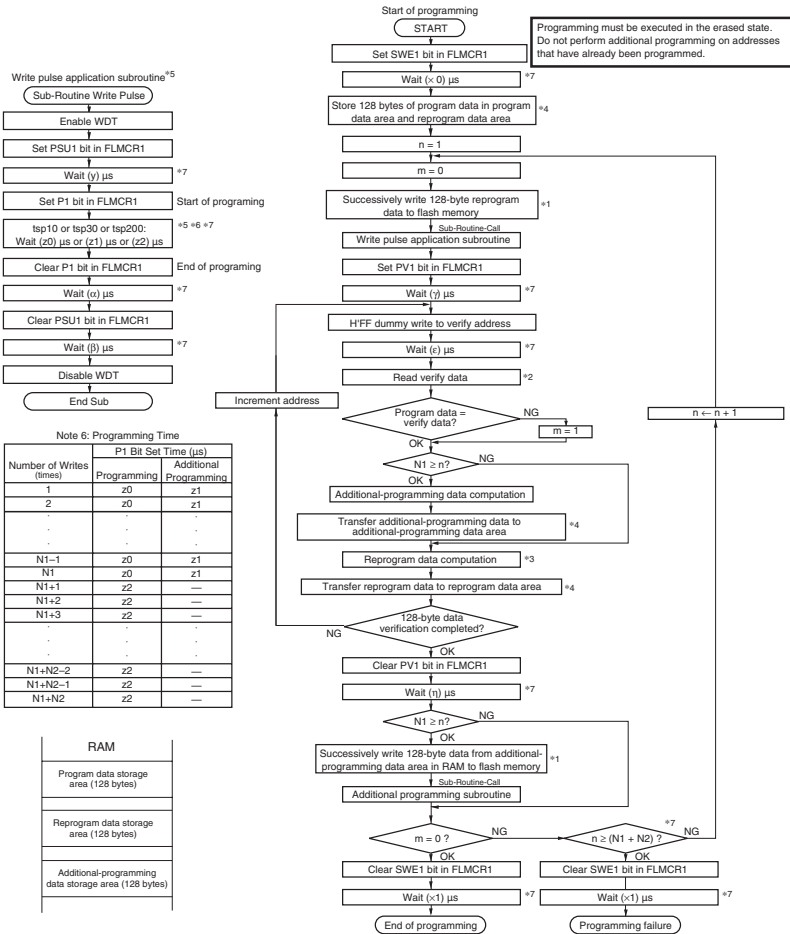 Start of programming
START
Set SWE1 bit in FLMCR1
Wait (×0) µs
*7
Store 128 bytes of program data in program
data area and reprogram data area
*4
n = 1
m = 0
Successively write 128-byte reprogram
data to flash memory
*1
Sub-Routine-Call
Write pulse application subroutine
Set PV1 bit in FLMCR1
Wait (γ) µs
*7
H'FF dummy write to verify address
Wait (ε) µs
*7
Read verify data
*2
Increment address
Program data =
verify data?
NG
m = 1
OK
n ← n + 1
N1 ≥ n?
NG
OK
Additional-programming data computation
Transfer additional-programming data to
additional-programming data area
*4
Reprogram data computation
*3
Transfer reprogram data to reprogram data area
*4
128-byte data
verification completed?
NG
OK
Clear PV1 bit in FLMCR1
Wait (η) µs
*7
N1 ≥ n?
NG
OK
Successively write 128-byte data from additional-
programming data area in RAM to flash memory
*1
Sub-Routine-Call
Additional programming subroutine
m = 0 ?
NG
n ≥ (N1 + N2) ?
*7
NG
OK
OK
Clear SWE1 bit in FLMCR1
Clear SWE1 bit in FLMCR1
Wait (×1) µs
*7
Wait (×1) µs
*7
End of programming
Programming failure
Programming must be executed in the erased state.
Do not perform additional programming on addresses
that have already been programmed.
Write pulse application subroutine*5
Sub-Routine Write Pulse
Enable WDT
Set PSU1 bit in FLMCR1
Wait (y) µs
*7
Set P1 bit in FLMCR1
Start of programing
tsp10 or tsp30 or tsp200:
Wait (z0) µs or (z1) µs or (z2) µs
*5 *6 *7
Clear P1 bit in FLMCR1
End of programing
Wait (α) µs
*7
Clear PSU1 bit in FLMCR1
Wait (β) µs
*7
Disable WDT
End Sub
Note 6: Programming Time
Number of Writes
(times)
P1 Bit Set Time (µs)
Programming
Additional
Programming
1 z0 z1
2 z0 z1
. . .
. . .
. . .
N1–1 z0 z1
N1 z0 z1
N1+1 z2 —
N1+2 z2 —
N1+3 z2 —
. . .
. . .
. . .
N1+N2–2 z2 —
N1+N2–1 z2 —
N1+N2 z2 —
RAM
Program data storage
area (128 bytes)
Reprogram data storage
area (128 bytes)
Additional-programming
data storage area (128 bytes)